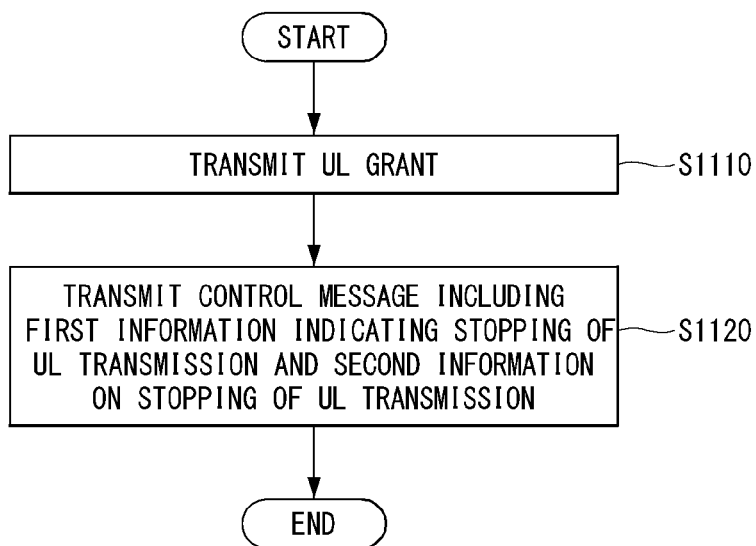 START
TRANSMIT UL GRANT
S1110
TRANSMIT CONTROL MESSAGE INCLUDING
FIRST INFORMATION INDICATING STOPPING OF
UL TRANSMISSION AND SECOND INFORMATION
ON STOPPING OF UL TRANSMISSION
S1120
END